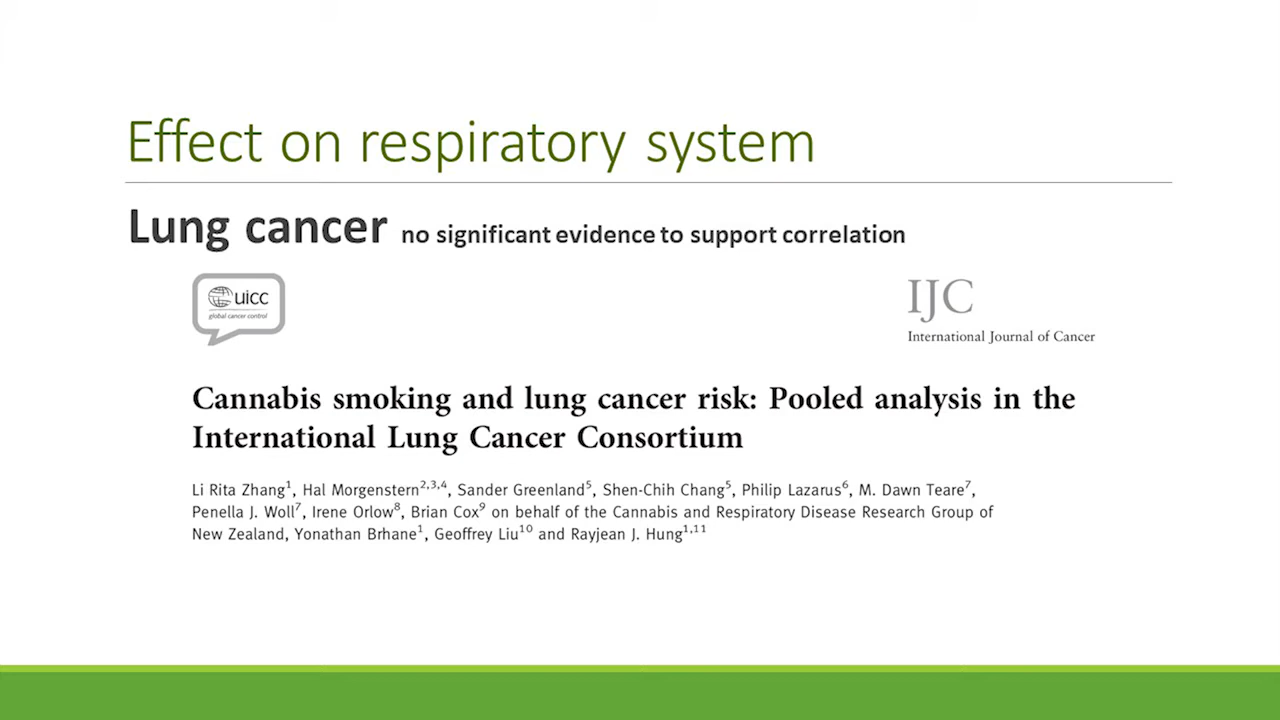 Effect on respiratory system
Lung cancer no significant evidence to support correlation
uicc
global cancer control
IJC
International Journal of Cancer
Cannabis smoking and lung cancer risk: Pooled analysis in the
International Lung Cancer Consortium
Li Rita Zhang1, Hal Morgenstern2,3,4, Sander Greenland5, Shen-Chih Chang5, Philip Lazarus6, M. Dawn Teare7,
Penella J. Woll7, Irene Orlow8, Brian Cox9 on behalf of the Cannabis and Respiratory Disease Research Group of
New Zealand, Yonathan Brhane1, Geoffrey Liu10 and Rayjean J. Hung1,11